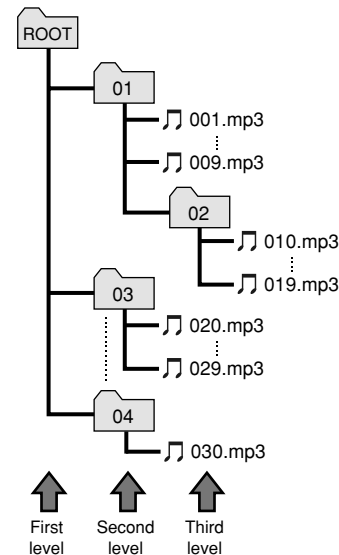 ROOT
01
001.mp3
009.mp3
02
010.mp3
019.mp3
03
020.mp3
029.mp3
04
030.mp3
First level
Second level
Third level